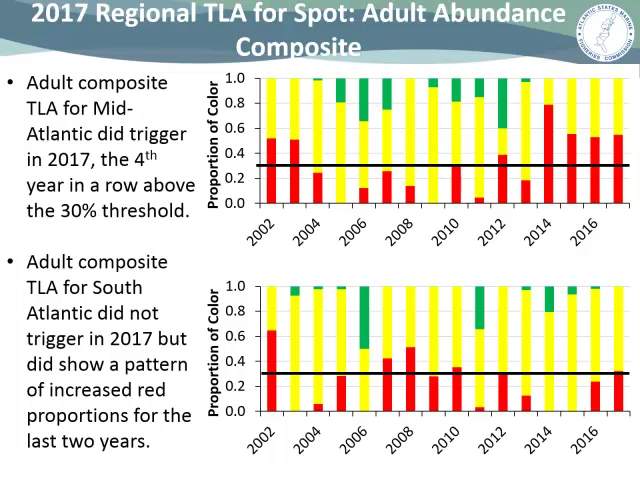 2017 Regional TLA for Spot: Adult Abundance
Composite
ATLANTIC STATES MARINE
FISHERIES COMMISSION
• Adult composite
TLA for Mid-
Atlantic did trigger
in 2017, the 4th
year in a row above
the 30% threshold.
Proportion of Color
1.0
0.8
0.6
0.4
0.2
0.0
2002 2004 2006 2008 2010 2012 2014 2016
• Adult composite
TLA for South
Atlantic did not
trigger in 2017 but
did show a pattern
of increased red
proportions for the
last two years.
Proportion of Color
1.0
0.8
0.6
0.4
0.2
0.0
2002 2004 2006 2008 2010 2012 2014 2016